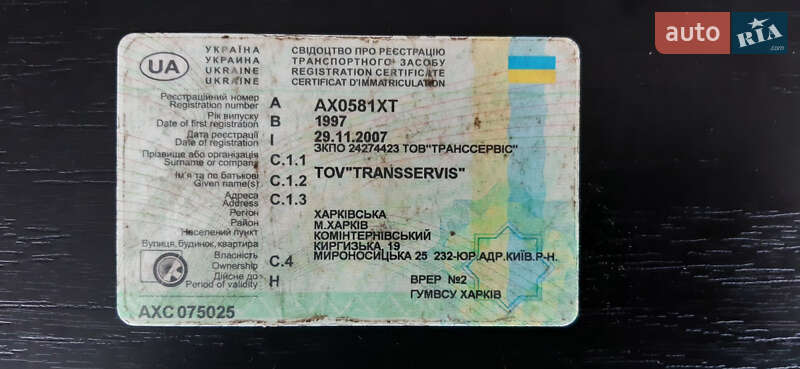 auto RIA.com
УКРАЇНА СВІДОЦТВО ПРО РЕЄСТРАЦІЮ
УКРАИНА ТРАНСПОРТНОГО ЗАСОБУ
UKRAINE REGISTRATION CERTIFICATE
UKRAINE CERTIFICAT D'IMMATRICULATION
UA
Реєстраційний номер
Registration number A AX0581XT
Рік випуску
Date of first registration B 1997
Дата реєстрації
Date of registration I 29.11.2007
ЗКПО 24274423 ТОВ"ТРАНССЕРВІС"
Прізвище або організація
Surname or company C.1.1 TOV"TRANSSERVIS"
Ім'я та по батькові
Given name(s) C.1.2
Адреса
Address C.1.3
Регіон ХАРКІВСЬКА
Район М.ХАРКІВ
Населений пункт КОМІНТЕРНІВСЬКИЙ
Вулиця, будинок, квартира КИРГИЗЬКА, 19
Власність МИРОНОСИЦЬКА 25 232-ЮР.АДР.КИЇВ.Р-Н.
Ownership C.4
Дійсне до
Period of validity H ВРЕР №2
ГУМВСУ ХАРКІВ
AXC 075025